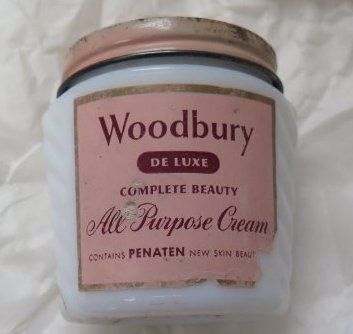 Woodbury
DE LUXE
COMPLETE BEAUTY
All Purpose Cream
CONTAINS PENATEN NEW SKIN BEAUT